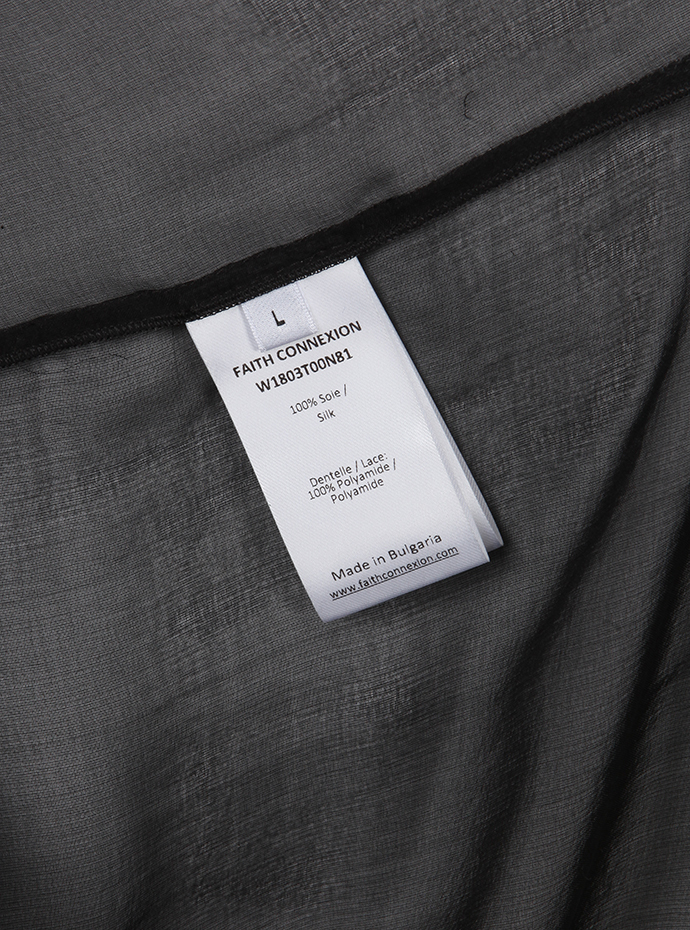 L
FAITH CONNEXION
W1803T00N81
100% Soie /
Silk
Dentelle / Lace:
100% Polyamide /
Polyamide
Made in Bulgaria
www.faithconnexion.com